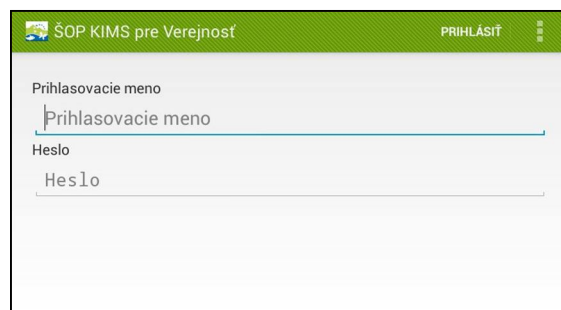 ŠOP KIMS pre Verejnosť PRIHLÁSIŤ
Prihlasovacie meno
Prihlasovacie meno
Heslo
Heslo